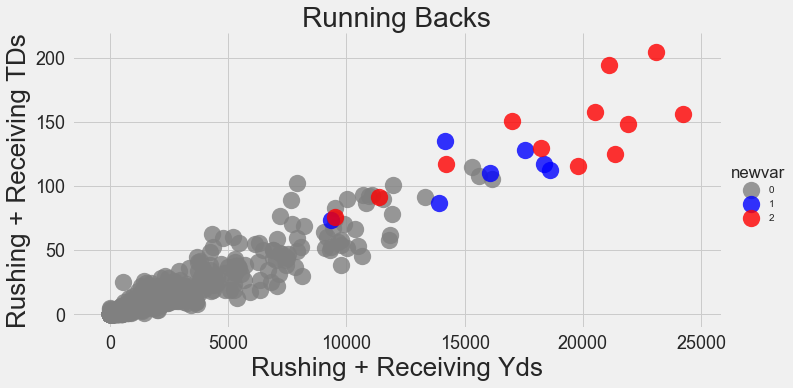 Running Backs
Rushing + Receiving TDs
200
150
100
50
0
0 5000 10000 15000 20000 25000
Rushing + Receiving Yds
newvar
0
1
2